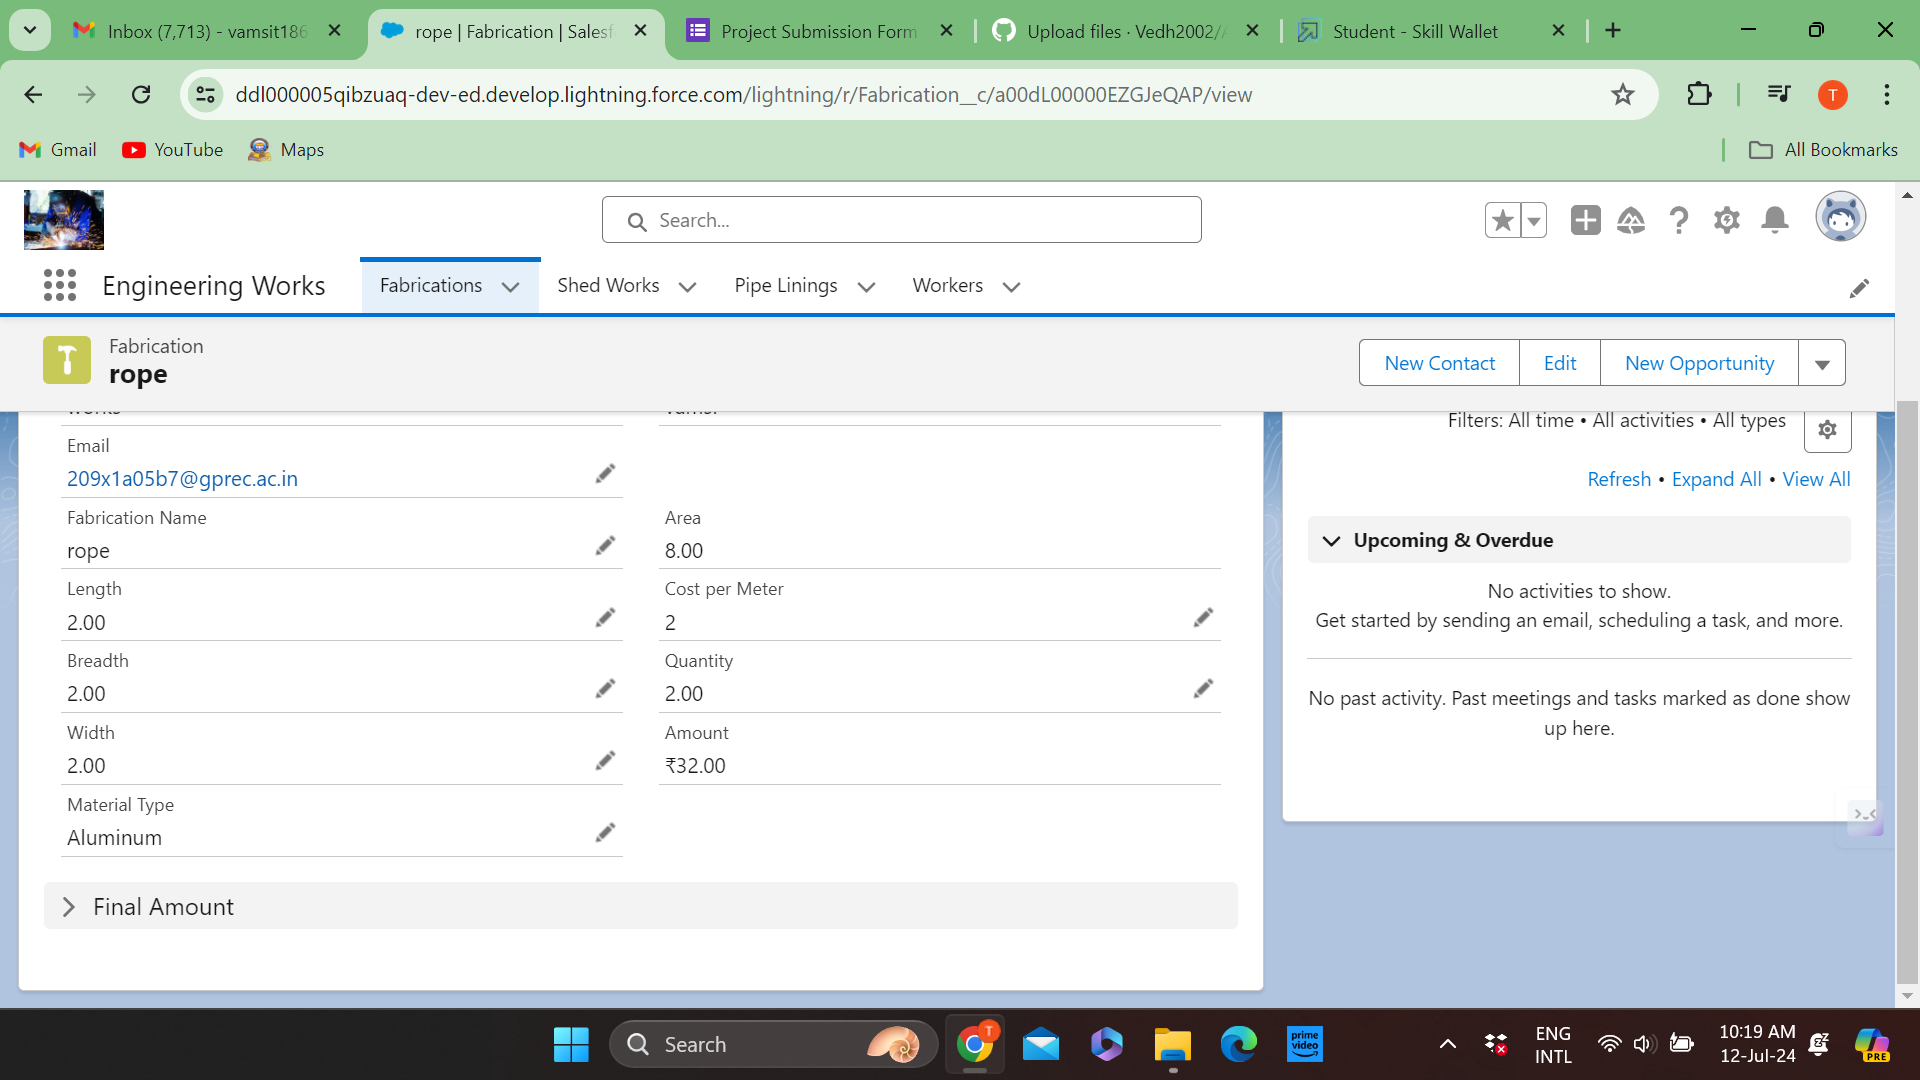 Inbox (7,713) - vamsit186
rope | Fabrication | Salesf
Project Submission Form
Upload files · Vedh2002/A
Student - Skill Wallet
ddl000005qibzuaq-dev-ed.develop.lightning.force.com/lightning/r/Fabrication__c/a00dL00000EZGJeQAP/view
T
Gmail
YouTube
Maps
All Bookmarks
Search...
Engineering Works
Fabrications
Shed Works
Pipe Linings
Workers
Fabrication
rope
New Contact
Edit
New Opportunity
Filters: All time • All activities • All types
Email
209x1a05b7@gprec.ac.in
Refresh • Expand All • View All
Fabrication Name
rope
Area
8.00
Upcoming & Overdue
Length
2.00
Cost per Meter
2
No activities to show.
Get started by sending an email, scheduling a task, and more.
Breadth
2.00
Quantity
2.00
No past activity. Past meetings and tasks marked as done show
up here.
Width
2.00
Amount
₹32.00
Material Type
Aluminum
Final Amount
Search
T
prime
video
ENG
INTL
10:19 AM
12-Jul-24
PRE